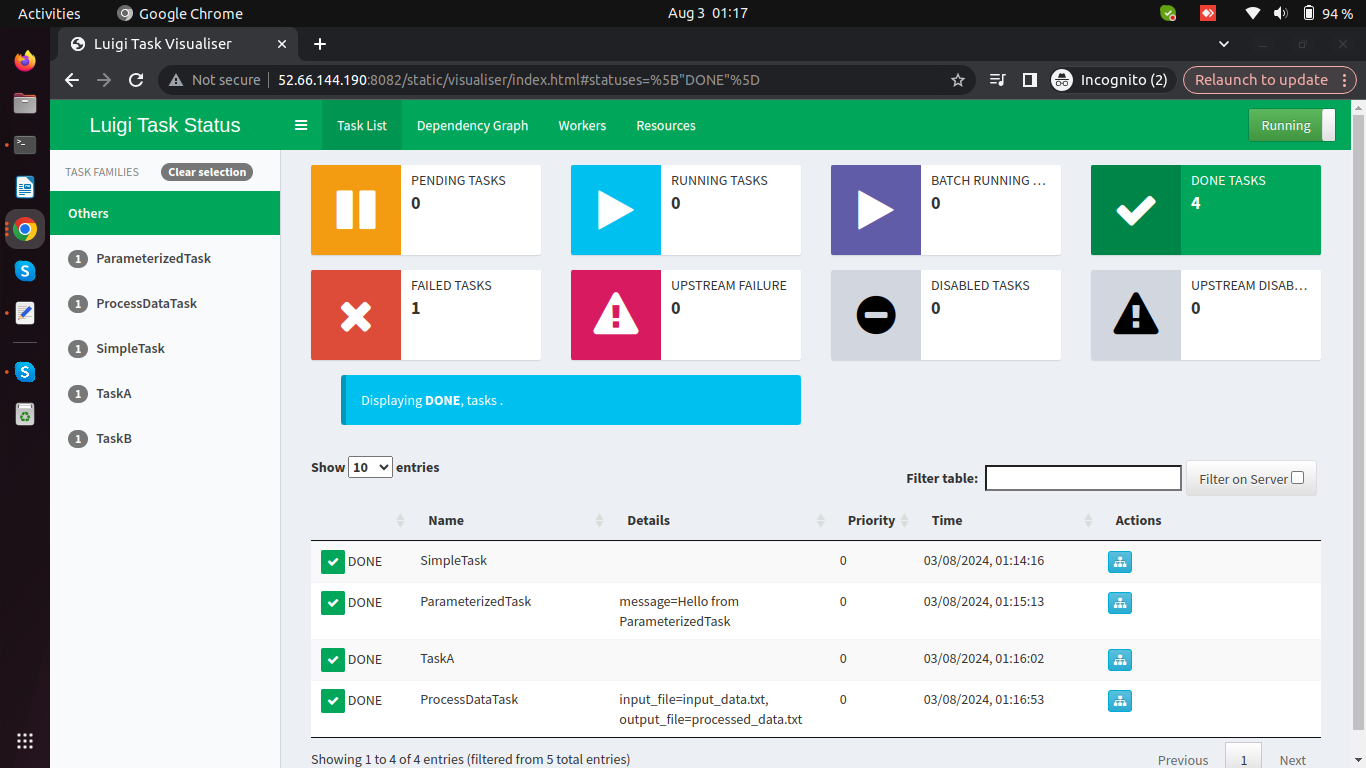 Activities Google Chrome Aug 3 01:17 94 %
Luigi Task Visualiser
Not secure 52.66.144.190:8082/static/visualiser/index.html#statuses=%5B"DONE"%5D Incognito (2) Relaunch to update
Luigi Task Status Task List Dependency Graph Workers Resources Running
TASK FAMILIES Clear selection
Others
1 ParameterizedTask
1 ProcessDataTask
1 SimpleTask
1 TaskA
1 TaskB
PENDING TASKS
0
RUNNING TASKS
0
BATCH RUNNING ...
0
DONE TASKS
4
FAILED TASKS
1
UPSTREAM FAILURE
0
DISABLED TASKS
0
UPSTREAM DISAB...
0
Displaying DONE, tasks .
Show 10 entries
Filter table: Filter on Server
Name Details Priority Time Actions
DONE SimpleTask 0 03/08/2024, 01:14:16
DONE ParameterizedTask message=Hello from 0 03/08/2024, 01:15:13
ParameterizedTask
DONE TaskA 0 03/08/2024, 01:16:02
DONE ProcessDataTask input_file=input_data.txt, 0 03/08/2024, 01:16:53
output_file=processed_data.txt
Showing 1 to 4 of 4 entries (filtered from 5 total entries) Previous 1 Next